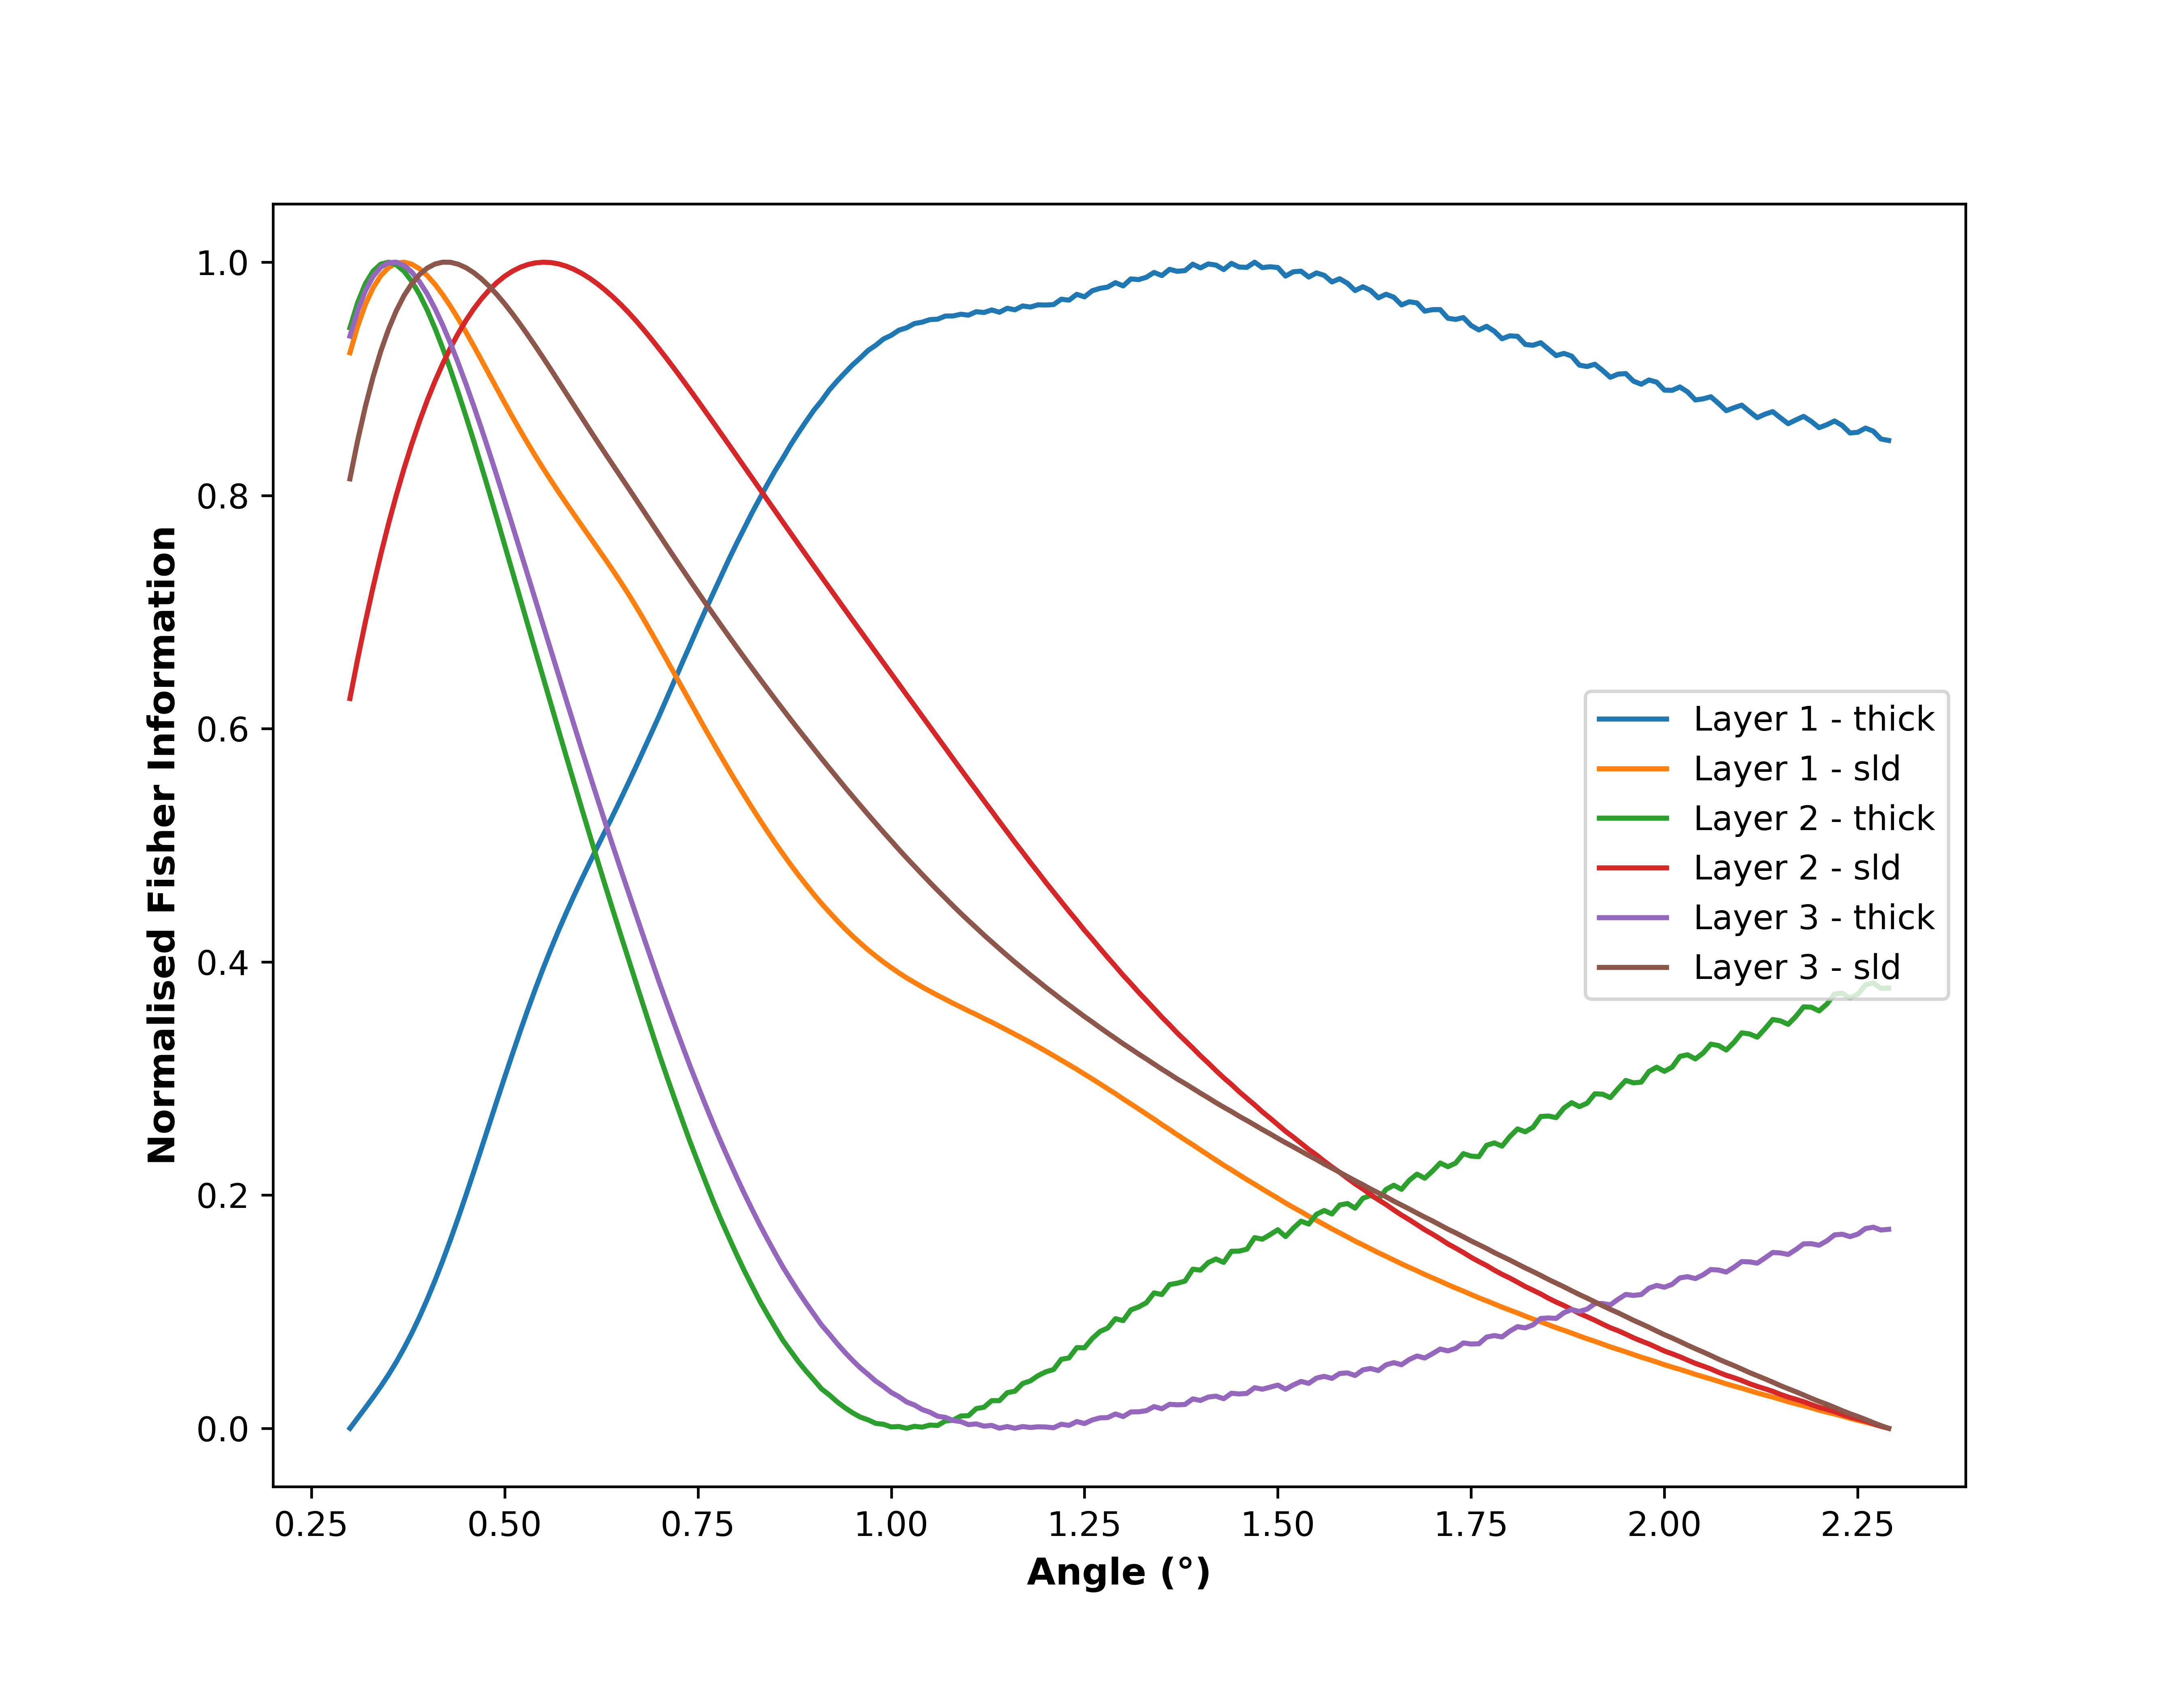 1.0
0.8
0.6
0.4
0.2
0.0
Normalised Fisher Information
Layer 1 - thick
Layer 1 - sld
Layer 2 - thick
Layer 2 - sld
Layer 3 - thick
Layer 3 - sld
0.25 0.50 0.75 1.00 1.25 1.50 1.75 2.00 2.25
Angle (°)